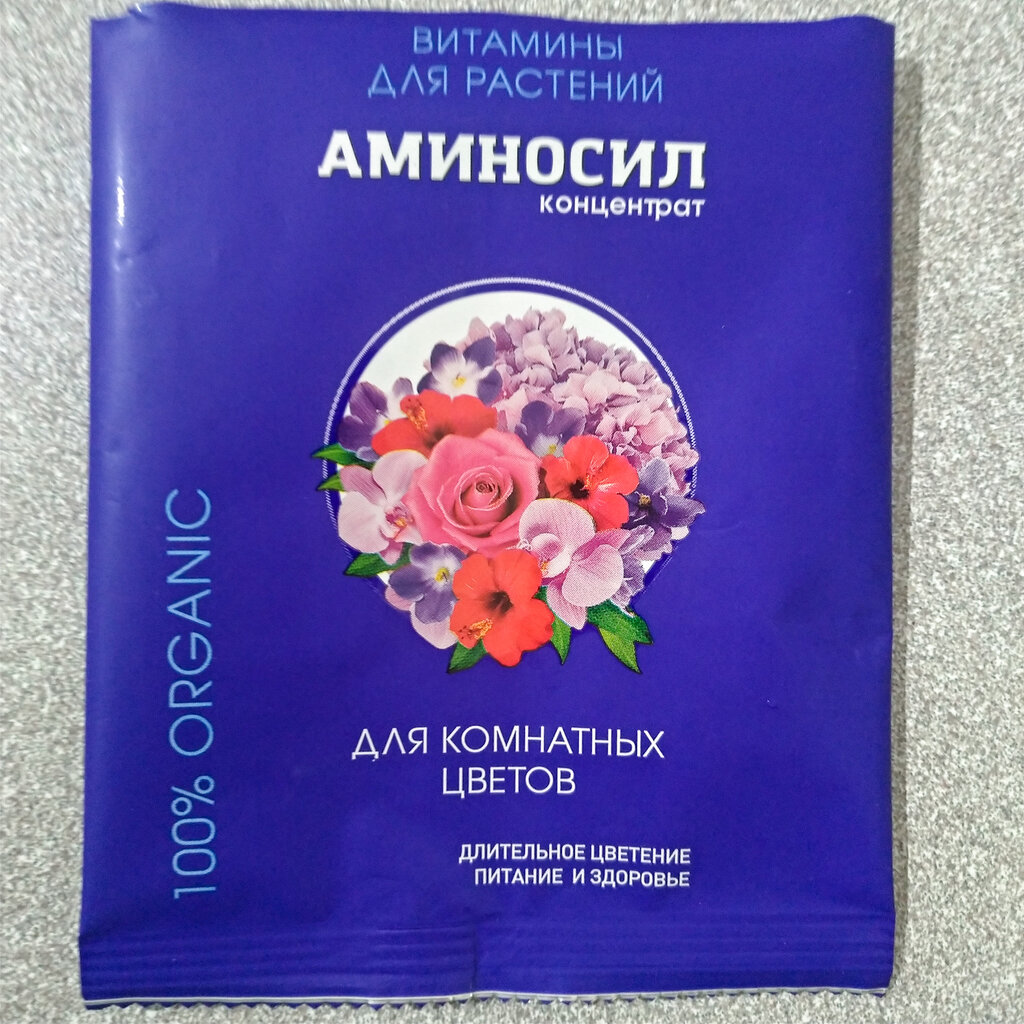 ВИТАМИНЫ
ДЛЯ РАСТЕНИЙ
АМИНОСИЛ
концентрат
100% ORGANIC
ДЛЯ КОМНАТНЫХ
ЦВЕТОВ
ДЛИТЕЛЬНОЕ ЦВЕТЕНИЕ
ПИТАНИЕ И ЗДОРОВЬЕ